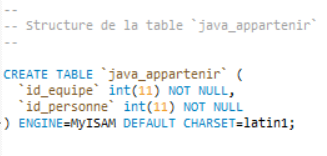 --
-- Structure de la table `java_appartenir`
--
CREATE TABLE `java_appartenir` (
`id_equipe` int(11) NOT NULL,
`id_personne` int(11) NOT NULL
) ENGINE=MyISAM DEFAULT CHARSET=latin1;